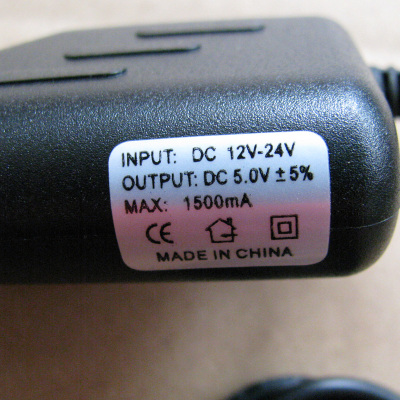 INPUT: DC 12V-24V
OUTPUT: DC 5.0V ±5%
MAX: 1500mA
CE
MADE IN CHINA